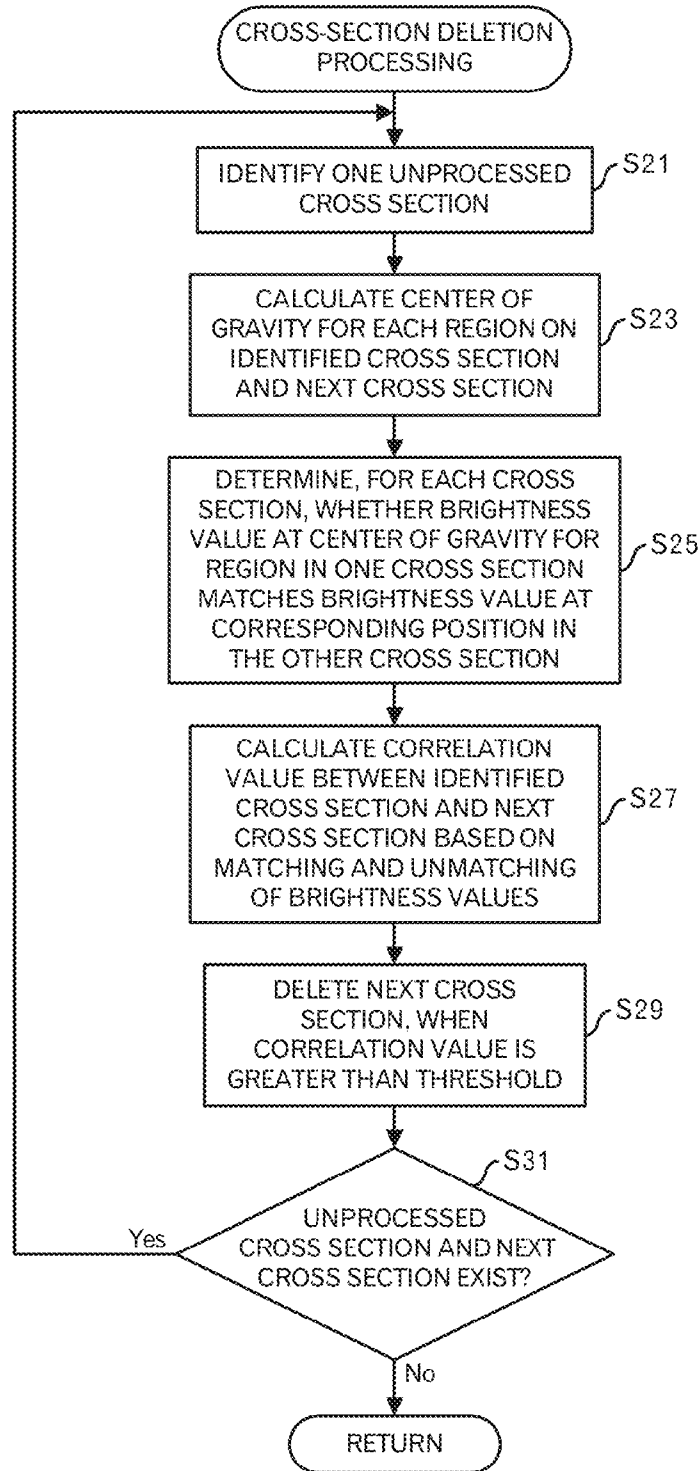 CROSS-SECTION DELETION
PROCESSING
IDENTIFY ONE UNPROCESSED
CROSS SECTION
S21
CALCULATE CENTER OF
GRAVITY FOR EACH REGION ON
IDENTIFIED CROSS SECTION
AND NEXT CROSS SECTION
S23
DETERMINE, FOR EACH CROSS
SECTION, WHETHER BRIGHTNESS
VALUE AT CENTER OF GRAVITY FOR
REGION IN ONE CROSS SECTION
MATCHES BRIGHTNESS VALUE AT
CORRESPONDING POSITION IN
THE OTHER CROSS SECTION
S25
CALCULATE CORRELATION
VALUE BETWEEN IDENTIFIED
CROSS SECTION AND NEXT
CROSS SECTION BASED ON
MATCHING AND UNMATCHING
OF BRIGHTNESS VALUES
S27
DELETE NEXT CROSS
SECTION, WHEN
CORRELATION VALUE IS
GREATER THAN THRESHOLD
S29
S31
UNPROCESSED
CROSS SECTION AND NEXT
CROSS SECTION EXIST?
Yes
No
RETURN